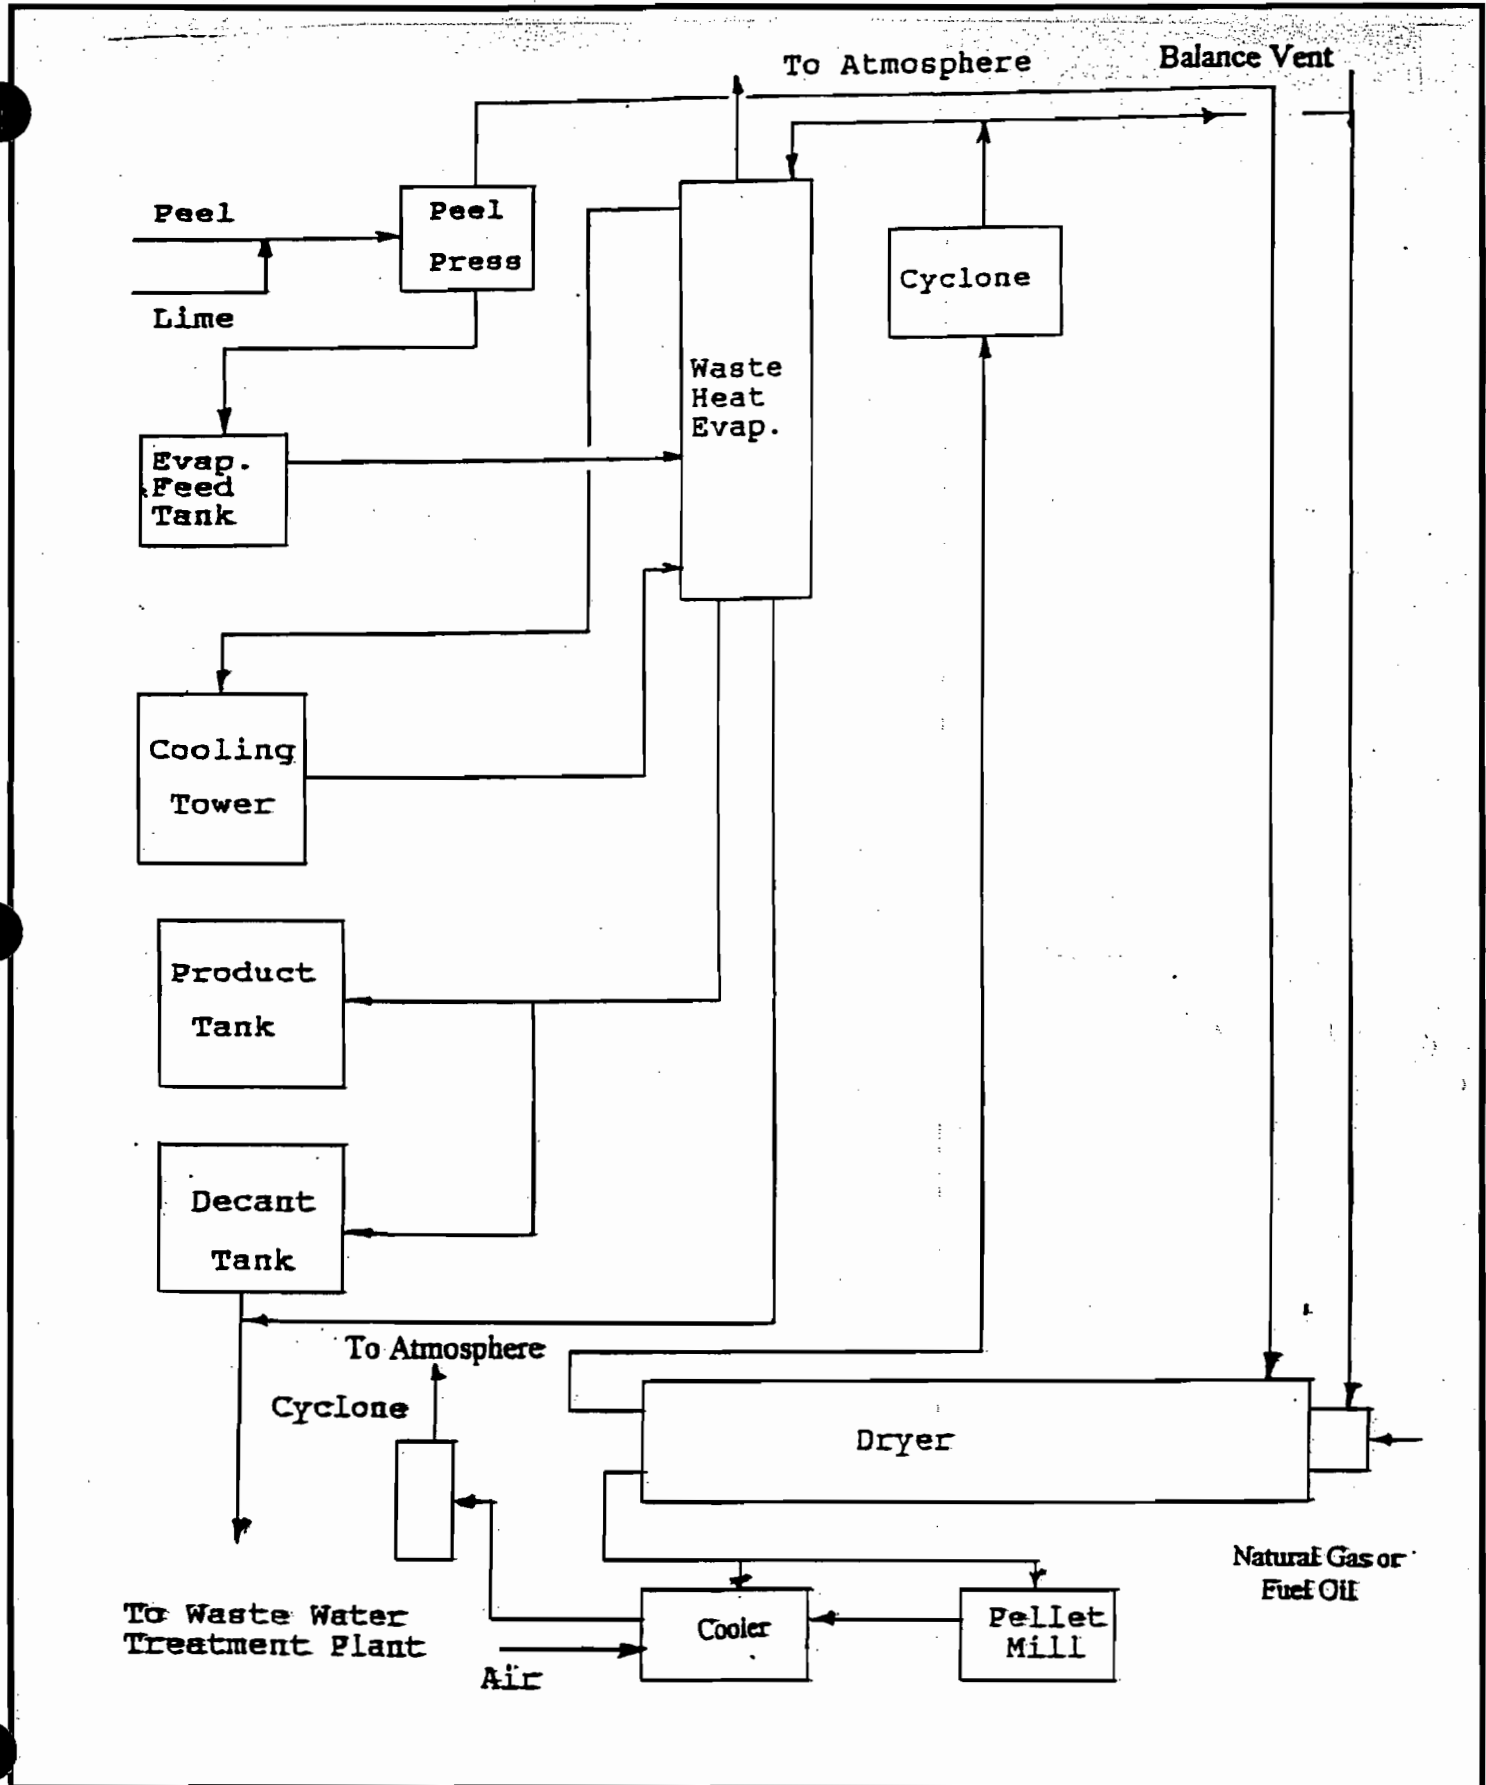 To Atmosphere
Balance Vent
Peel
Lime
Peel
Press
Cyclone
Waste
Heat
Evap.
Evap.
Feed
Tank
Cooling
Tower
Product
Tank
Decant
Tank
To Atmosphere
Cyclone
Dryer
Natural Gas or
Fuel Oil
To Waste Water
Treatment Plant
Air
Cooler
Pellet
Mill